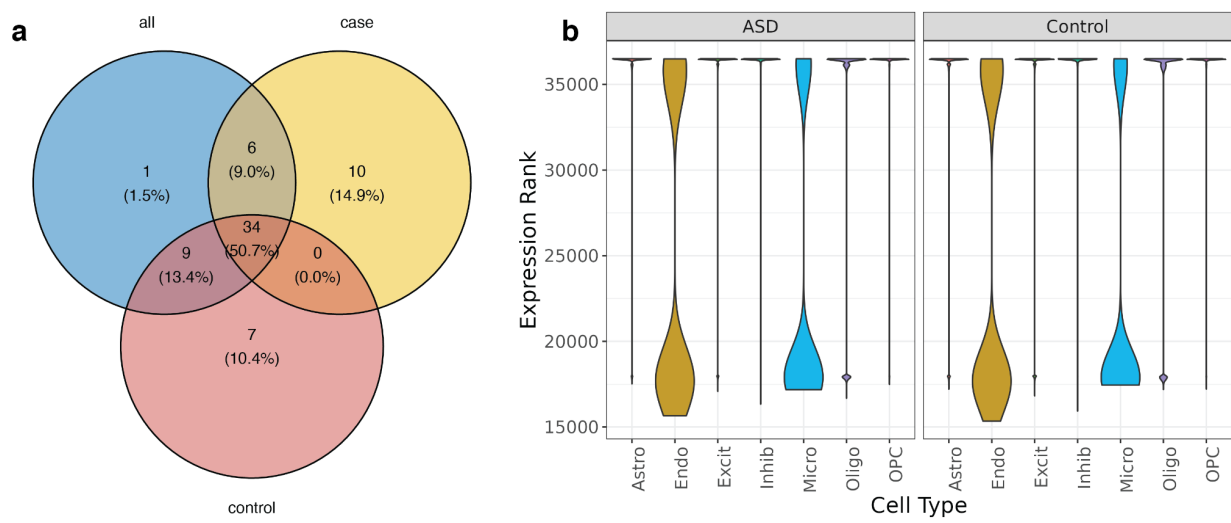 a
all
case
1
(1.5%)
6
(9.0%)
10
(14.9%)
34
(50.7%)
9
(13.4%)
0
(0.0%)
7
(10.4%)
control
b
ASD
Control
Expression Rank
35000
30000
25000
20000
15000
Astro
Endo
Excit
Inhib
Micro
Oligo
OPC
Astro
Endo
Excit
Inhib
Micro
Oligo
OPC
Cell Type